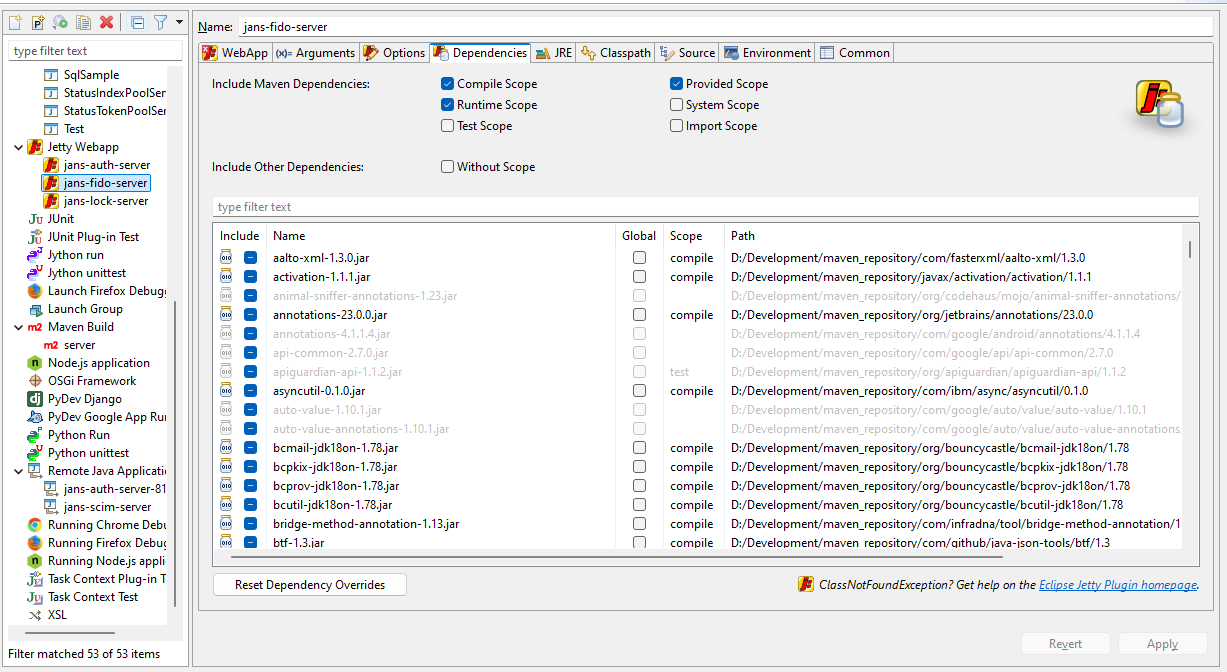 Name: jans-fido-server
type filter text
SqlSample
StatusIndexPoolSer
StatusTokenPoolSer
Test
Jetty Webapp
jans-auth-server
jans-fido-server
jans-lock-server
JUnit
JUnit Plug-in Test
Jython run
Jython unittest
Launch Firefox Debug
Launch Group
Maven Build
server
Node.js application
OSGi Framework
PyDev Django
PyDev Google App Run
Python Run
Python unittest
Remote Java Applicati
jans-auth-server-81
jans-scim-server
Running Chrome Debu
Running Firefox Debug
Running Node.js appli
Task Context Plug-in T
Task Context Test
XSL
Filter matched 53 of 53 items
WebApp (x)= Arguments Options Dependencies JRE Classpath Source Environment Common
Include Maven Dependencies: Compile Scope Provided Scope
Runtime Scope System Scope
Test Scope Import Scope
Include Other Dependencies: Without Scope
type filter text
Include Name Global Scope Path
aalto-xml-1.3.0.jar compile D:/Development/maven_repository/com/fasterxml/aalto-xml/1.3.0
activation-1.1.1.jar compile D:/Development/maven_repository/javax/activation/activation/1.1.1
animal-sniffer-annotations-1.23.jar D:/Development/maven_repository/org/codehaus/mojo/animal-sniffer-annotations/
annotations-23.0.0.jar compile D:/Development/maven_repository/org/jetbrains/annotations/23.0.0
annotations-4.1.1.4.jar D:/Development/maven_repository/com/google/android/annotations/4.1.1.4
api-common-2.7.0.jar D:/Development/maven_repository/com/google/api/api-common/2.7.0
apiguardian-api-1.1.2.jar test D:/Development/maven_repository/org/apiguardian/apiguardian-api/1.1.2
asyncutil-0.1.0.jar compile D:/Development/maven_repository/com/ibm/async/asyncutil/0.1.0
auto-value-1.10.1.jar D:/Development/maven_repository/com/google/auto/value/auto-value/1.10.1
auto-value-annotations-1.10.1.jar D:/Development/maven_repository/com/google/auto/value/auto-value-annotations,
bcmail-jdk18on-1.78.jar compile D:/Development/maven_repository/org/bouncycastle/bcmail-jdk18on/1.78
bcpkix-jdk18on-1.78.jar compile D:/Development/maven_repository/org/bouncycastle/bcpkix-jdk18on/1.78
bcprov-jdk18on-1.78.jar compile D:/Development/maven_repository/org/bouncycastle/bcprov-jdk18on/1.78
bcutil-jdk18on-1.78.jar compile D:/Development/maven_repository/org/bouncycastle/bcutil-jdk18on/1.78
bridge-method-annotation-1.13.jar compile D:/Development/maven_repository/com/infradna/tool/bridge-method-annotation/1
btf-1.3.jar compile D:/Development/maven_repository/com/github/java-json-tools/btf/1.3
Reset Dependency Overrides
ClassNotFoundException? Get help on the Eclipse Jetty Plugin homepage.
Revert Apply